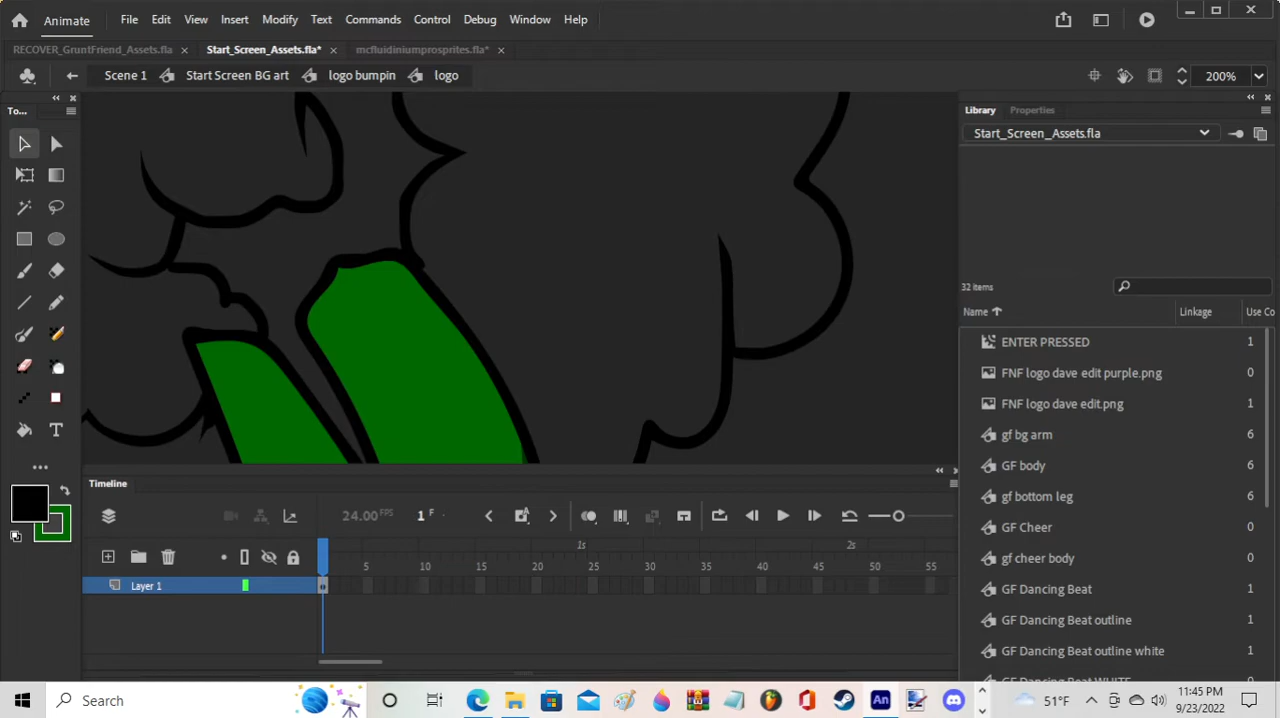 Animate File Edit View Insert Modify Text Commands Control Debug Window Help
RECOVER_GruntFriend_Assets.fla × Start_Screen_Assets.fla* × mcfluidiniumprosprites.fla* ×
Scene 1 Start Screen BG art logo bumpin logo 200%
To...
Library Properties
Start_Screen_Assets.fla
32 items
Name Linkage Use Co
ENTER PRESSED 1
FNF logo dave edit purple.png 0
FNF logo dave edit.png 1
gf bg arm 6
GF body 6
gf bottom leg 6
GF Cheer 0
gf cheer body 0
GF Dancing Beat 1
GF Dancing Beat outline 1
GF Dancing Beat outline white 1
GF Dancing Beat WHITE
Timeline
24.00 FPS 1 F
1s 2s
5 10 15 20 25 30 35 40 45 50 55
Layer 1
Search
51°F
11:45 PM
9/23/2022